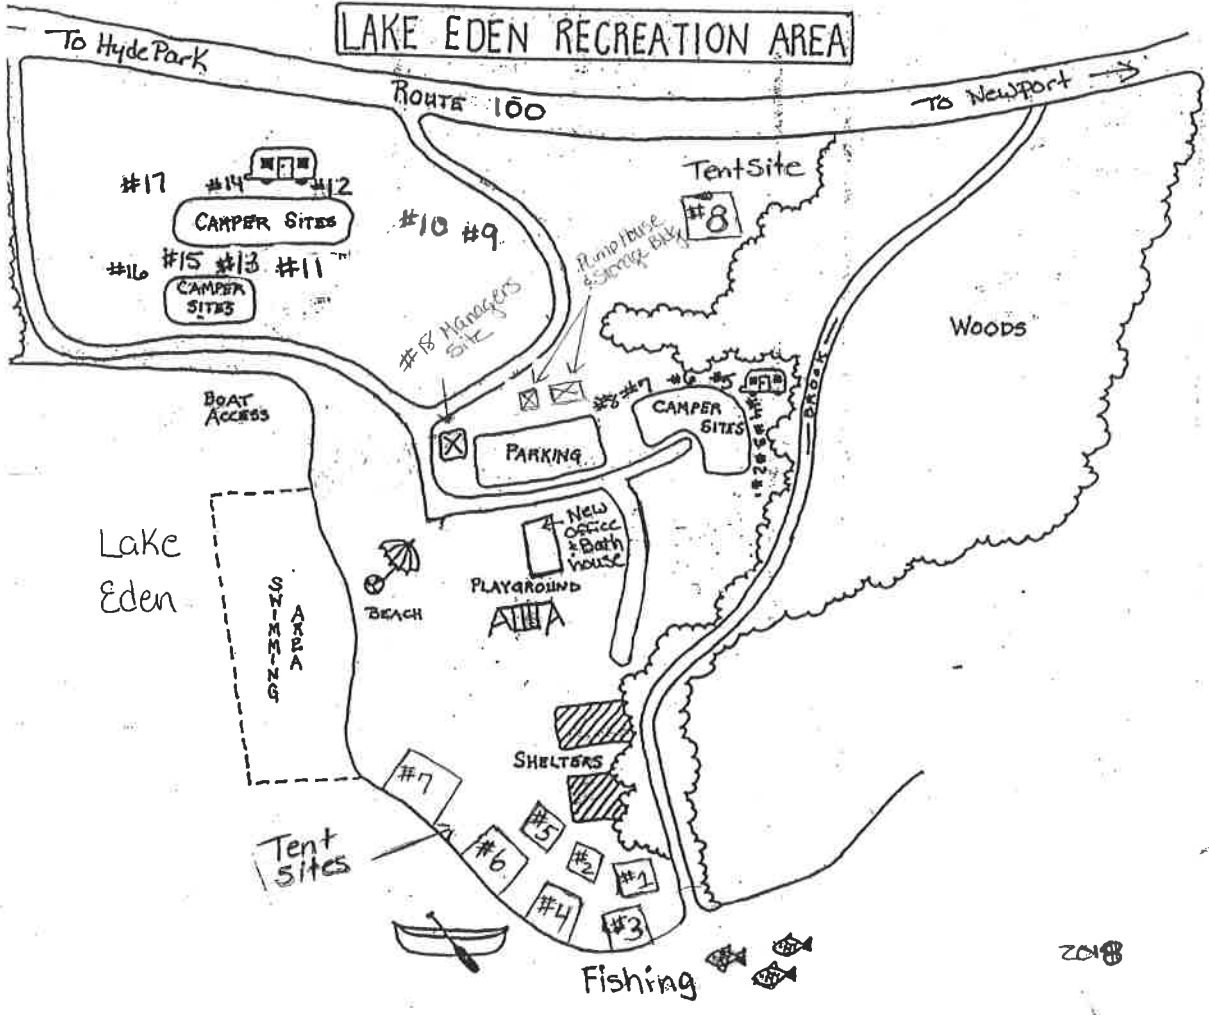 LAKE EDEN RECREATION AREA
To Hyde Park
ROUTE 100
To Newport
Tent Site
#8
#17
#14
#12
CAMPER SITES
#10
#9
#16
#15
#13
#11
CAMPER
SITES
Pump House
& Storage Bldg
#18 Managers
Site
WOODS
BROOK
BOAT
ACCESS
#8
#7
#6
#5
#4
#3
#2
#1
CAMPER
SITES
PARKING
New
Office
& Bath
house
Lake
Eden
SWIMMING
AREA
BEACH
PLAYGROUND
SHELTERS
#7
#5
#6
#2
#1
#4
#3
Tent
Sites
Fishing
2018